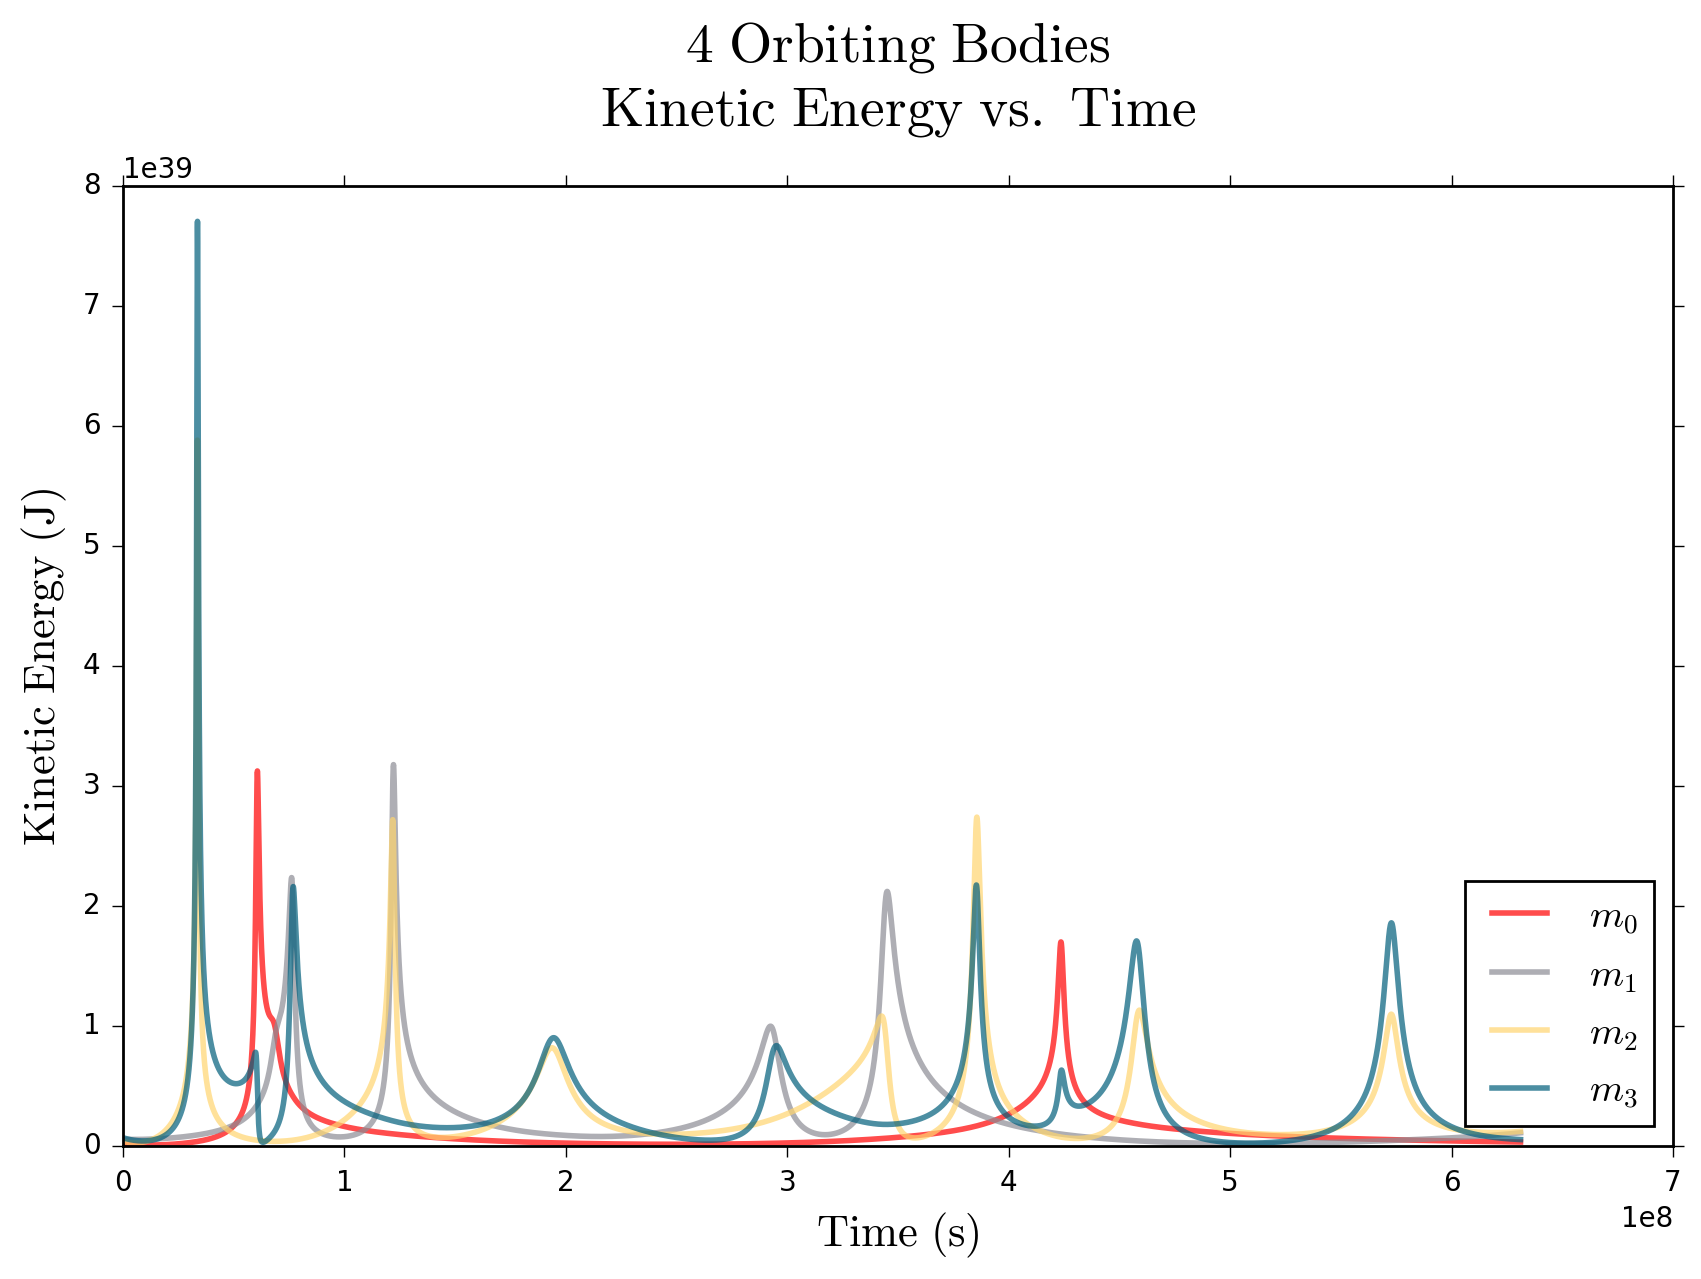 4 Orbiting Bodies
Kinetic Energy vs. Time
1e39
8
7
6
5
4
3
2
1
0
Kinetic Energy (J)
0 1 2 3 4 5 6 7
1e8
Time (s)
m₀
m₁
m₂
m₃